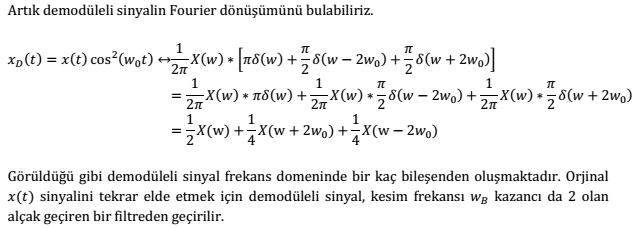 Artık demodüleli sinyalin Fourier dönüşümünü bulabiliriz.
x_D(t) = x(t) cos²(w₀t) ↔ 1/2π X(w) ∗ [πδ(w) + π/2 δ(w − 2w₀) + π/2 δ(w + 2w₀)]
= 1/2π X(w) ∗ πδ(w) + 1/2π X(w) ∗ π/2 δ(w − 2w₀) + 1/2π X(w) ∗ π/2 δ(w + 2w₀)
= 1/2 X(w) + 1/4 X(w + 2w₀) + 1/4 X(w − 2w₀)
Görüldüğü gibi demodüleli sinyal frekans domeninde bir kaç bileşenden oluşmaktadır. Orjinal
x(t) sinyalini tekrar elde etmek için demodüleli sinyal, kesim frekansı w_B kazancı da 2 olan
alçak geçiren bir filtreden geçirilir.